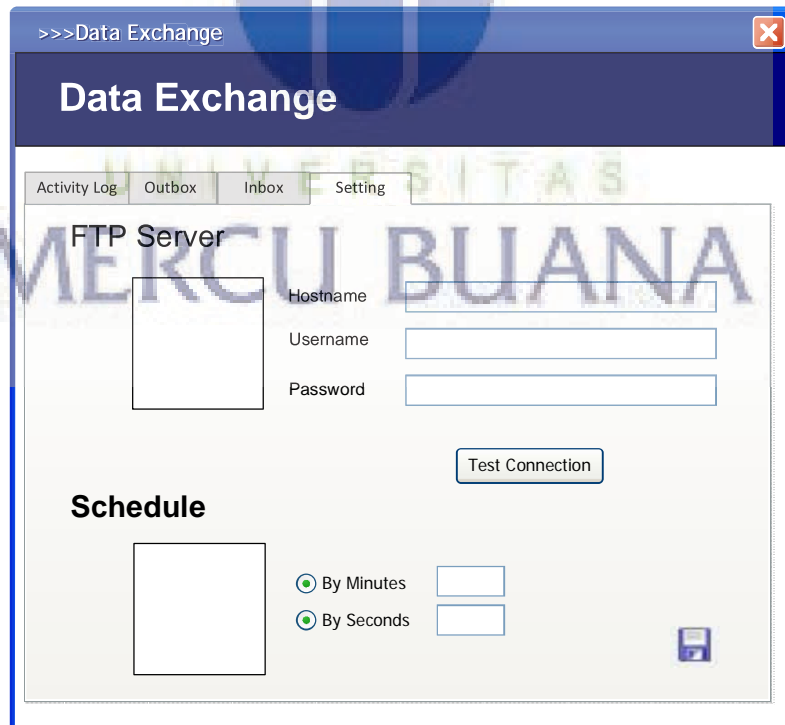 >>>Data Exchange
Data Exchange
UNIVERSITAS
Activity Log Outbox Inbox Setting
MERCU BUANA
FTP Server
Hostname
Username
Password
Test Connection
Schedule
By Minutes
By Seconds